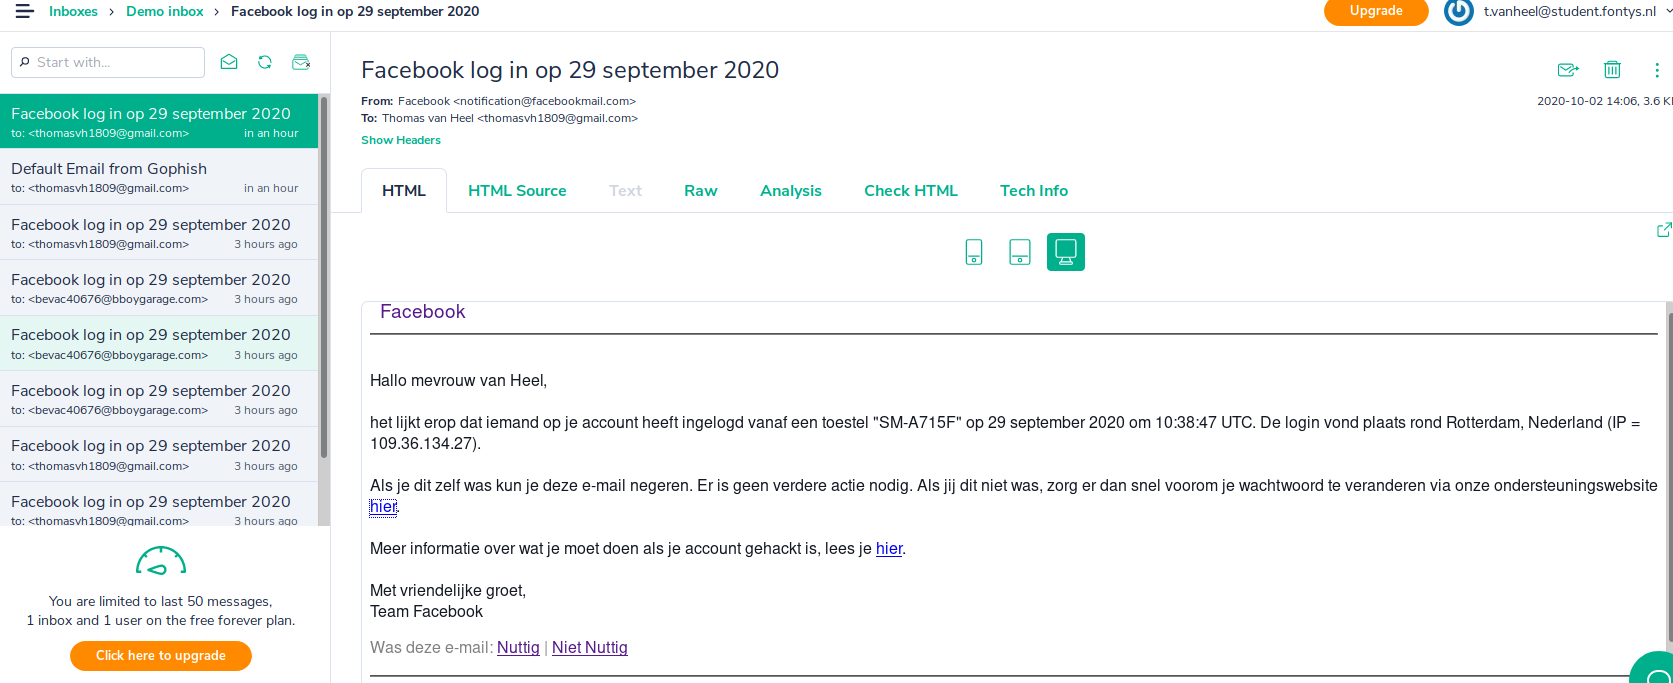 Inboxes > Demo inbox > Facebook log in op 29 september 2020
Upgrade
t.vanheel@student.fontys.nl
Start with...
Facebook log in op 29 september 2020
to: <thomasvh1809@gmail.com> in an hour
Default Email from Gophish
to: <thomasvh1809@gmail.com> in an hour
Facebook log in op 29 september 2020
to: <thomasvh1809@gmail.com> 3 hours ago
Facebook log in op 29 september 2020
to: <bevac40676@bboygarage.com> 3 hours ago
Facebook log in op 29 september 2020
to: <bevac40676@bboygarage.com> 3 hours ago
Facebook log in op 29 september 2020
to: <bevac40676@bboygarage.com> 3 hours ago
Facebook log in op 29 september 2020
to: <thomasvh1809@gmail.com> 3 hours ago
Facebook log in op 29 september 2020
to: <thomasvh1809@gmail.com> 3 hours ago
You are limited to last 50 messages,
1 inbox and 1 user on the free forever plan.
Click here to upgrade
Facebook log in op 29 september 2020
From: Facebook <notification@facebookmail.com>
2020-10-02 14:06, 3.6
To: Thomas van Heel <thomasvh1809@gmail.com>
Show Headers
HTML HTML Source Text Raw Analysis Check HTML Tech Info
Facebook
Hallo mevrouw van Heel,
het lijkt erop dat iemand op je account heeft ingelogd vanaf een toestel "SM-A715F" op 29 september 2020 om 10:38:47 UTC. De login vond plaats rond Rotterdam, Nederland (IP =
109.36.134.27).
Als je dit zelf was kun je deze e-mail negeren. Er is geen verdere actie nodig. Als jij dit niet was, zorg er dan snel voorom je wachtwoord te veranderen via onze ondersteuningswebsite
hier.
Meer informatie over wat je moet doen als je account gehackt is, lees je hier.
Met vriendelijke groet,
Team Facebook
Was deze e-mail: Nuttig | Niet Nuttig